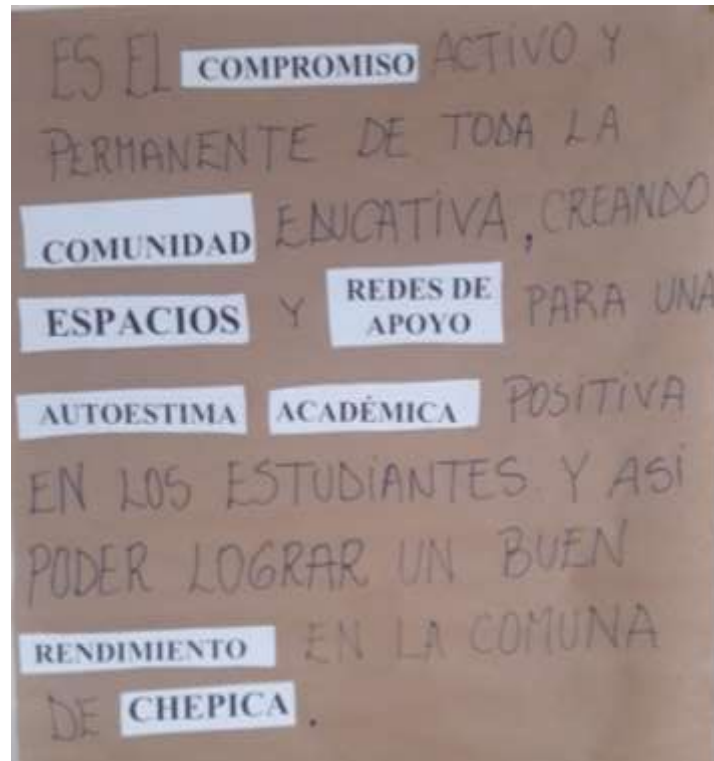 ES EL COMPROMISO ACTIVO Y
PERMANENTE DE TODA LA
COMUNIDAD EDUCATIVA, CREANDO
ESPACIOS Y REDES DE APOYO PARA UNA
AUTOESTIMA ACADÉMICA POSITIVA
EN LOS ESTUDIANTES Y ASI
PODER LOGRAR UN BUEN
RENDIMIENTO EN LA COMUNA
DE CHEPICA.